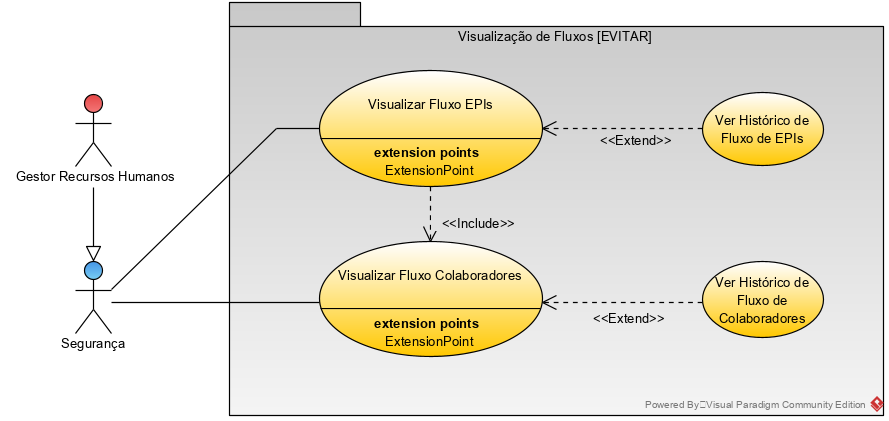 Visualização de Fluxos [EVITAR]
Visualizar Fluxo EPIs
extension points
ExtensionPoint
<<Extend>>
Ver Histórico de
Fluxo de EPIs
Gestor Recursos Humanos
<<Include>>
Visualizar Fluxo Colaboradores
extension points
ExtensionPoint
<<Extend>>
Ver Histórico de
Fluxo de
Colaboradores
Segurança
Powered By Visual Paradigm Community Edition